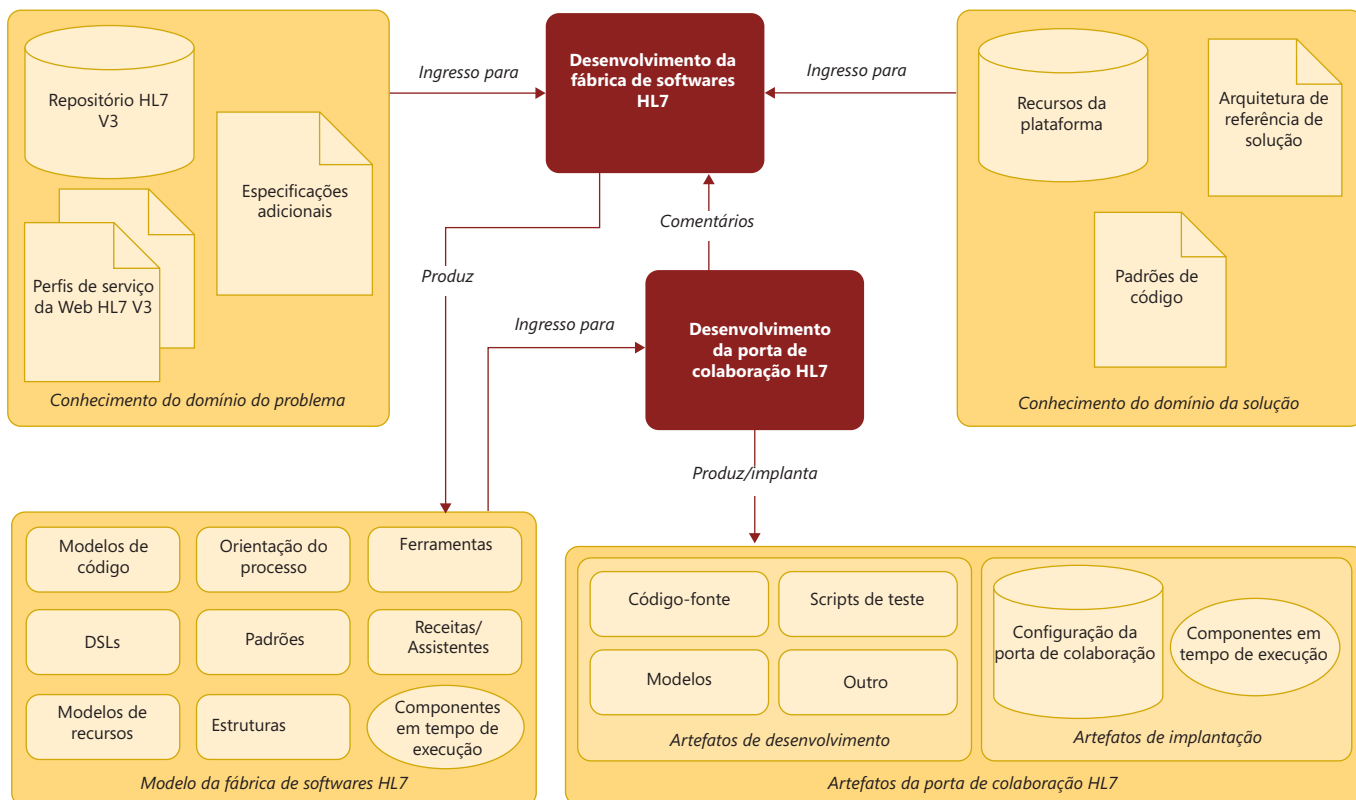 Repositório HL7
V3
Especificações
adicionais
Perfis de serviço
da Web HL7 V3
Conhecimento do domínio do problema
Ingresso para
Desenvolvimento da
fábrica de softwares
HL7
Ingresso para
Recursos da
plataforma
Arquitetura de
referência de
solução
Padrões de
código
Conhecimento do domínio da solução
Comentários
Produz
Ingresso para
Desenvolvimento
da porta de
colaboração HL7
Produz/implanta
Modelos de
código
Orientação do
processo
Ferramentas
DSLs
Padrões
Receitas/
Assistentes
Modelos de
recursos
Estruturas
Componentes
em tempo de
execução
Modelo da fábrica de softwares HL7
Código-fonte
Scripts de teste
Modelos
Outro
Artefatos de desenvolvimento
Configuração da
porta de colaboração
Componentes em
tempo de execução
Artefatos de implantação
Artefatos da porta de colaboração HL7